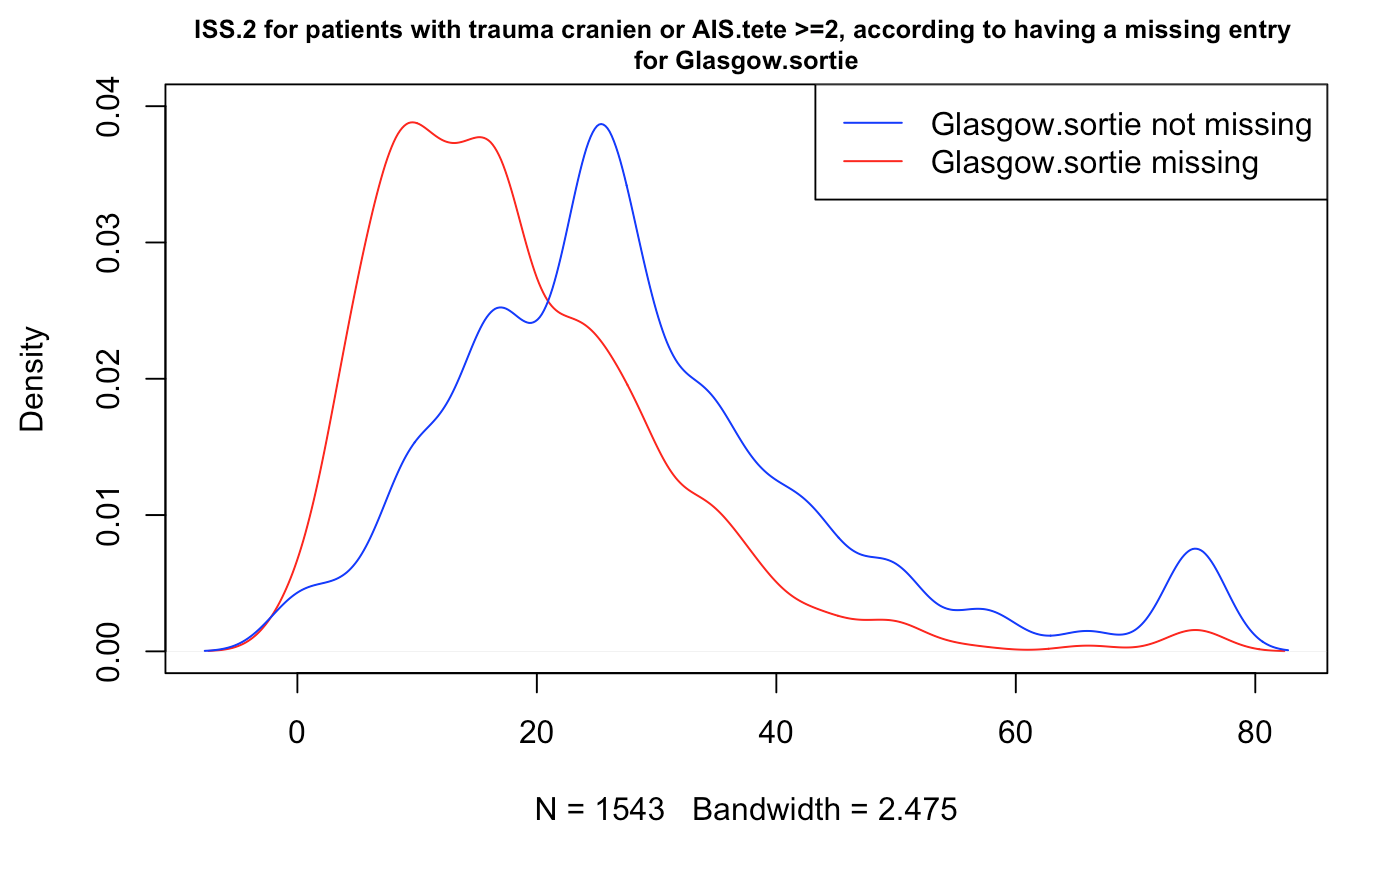 ISS.2 for patients with trauma cranien or AIS.tete >=2, according to having a missing entry
for Glasgow.sortie
Glasgow.sortie not missing
Glasgow.sortie missing
Density
0.04
0.03
0.02
0.01
0.00
0 20 40 60 80
N = 1543 Bandwidth = 2.475